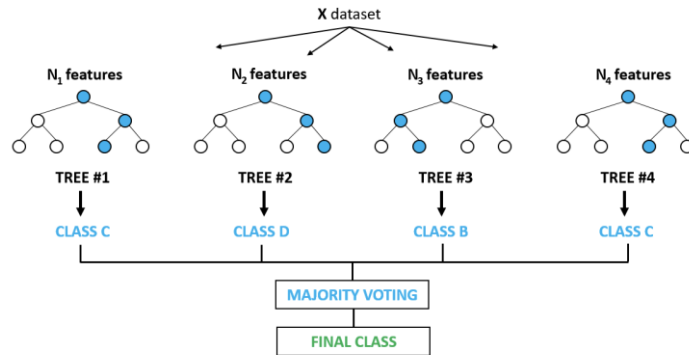 X dataset
N₁ features
N₂ features
N₃ features
N₄ features
TREE #1
TREE #2
TREE #3
TREE #4
CLASS C
CLASS D
CLASS B
CLASS C
MAJORITY VOTING
FINAL CLASS